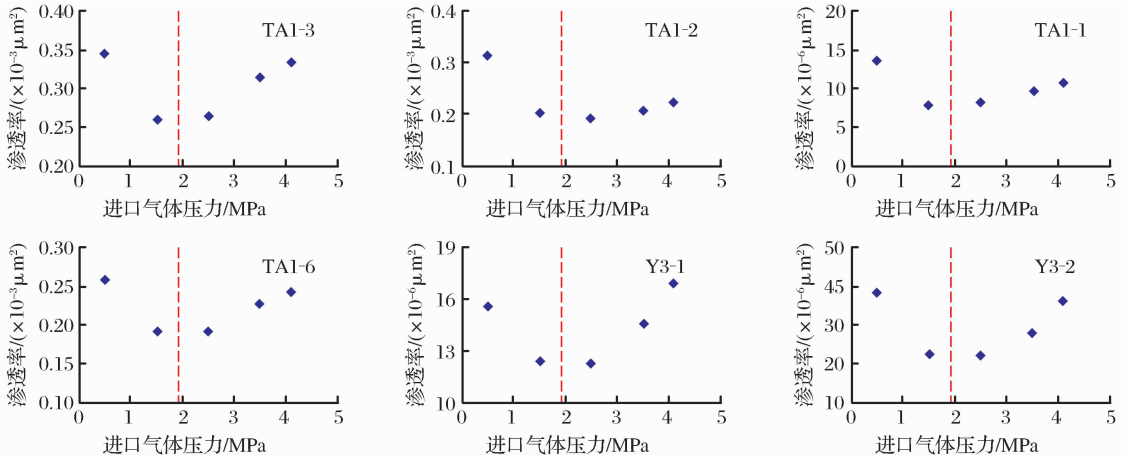 渗透率/(×10⁻³μm²)
0.40
0.35
0.30
0.25
0.20
TA1-3
0 1 2 3 4 5
进口气体压力/MPa
渗透率/(×10⁻³μm²)
0.4
0.3
0.2
0.1
TA1-2
0 1 2 3 4 5
进口气体压力/MPa
渗透率/(×10⁻⁶μm²)
20
15
10
5
0
TA1-1
0 1 2 3 4 5
进口气体压力/MPa
渗透率/(×10⁻³μm²)
0.30
0.25
0.20
0.15
0.10
TA1-6
0 1 2 3 4 5
进口气体压力/MPa
渗透率/(×10⁻⁶μm²)
19
16
13
10
Y3-1
0 1 2 3 4 5
进口气体压力/MPa
渗透率/(×10⁻⁶μm²)
50
45
30
20
10
Y3-2
0 1 2 3 4 5
进口气体压力/MPa